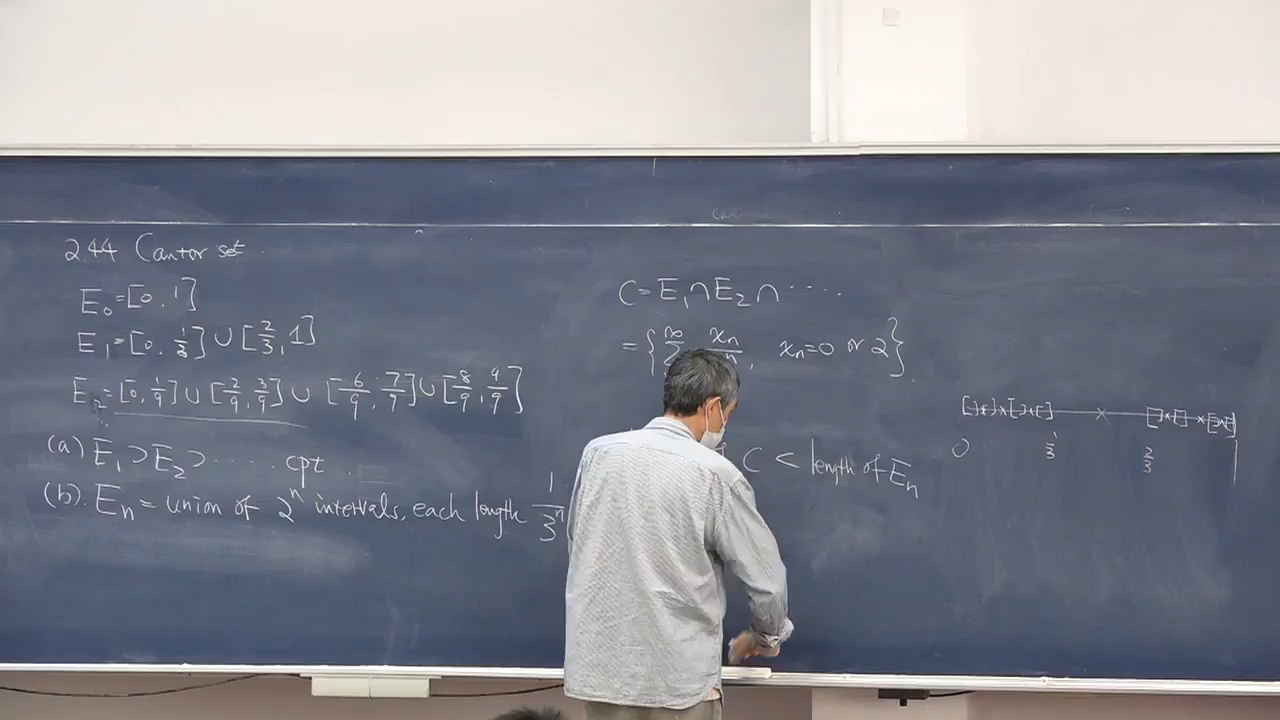 2.44 Cantor set
E₀=[0,1]
E₁=[0,1/3]∪[2/3,1]
E₂=[0,1/9]∪[2/9,3/9]∪[6/9,7/9]∪[8/9,9/9]
(a) E₁⊃E₂⊃····· cpt
(b). Eₙ = union of 2ⁿ intervals, each length 1/3ⁿ
C=E₁∩E₂∩····
={∑ xₙ/ xₙ=0 or 2}
C < length of Eₙ
0 1/3 2/3